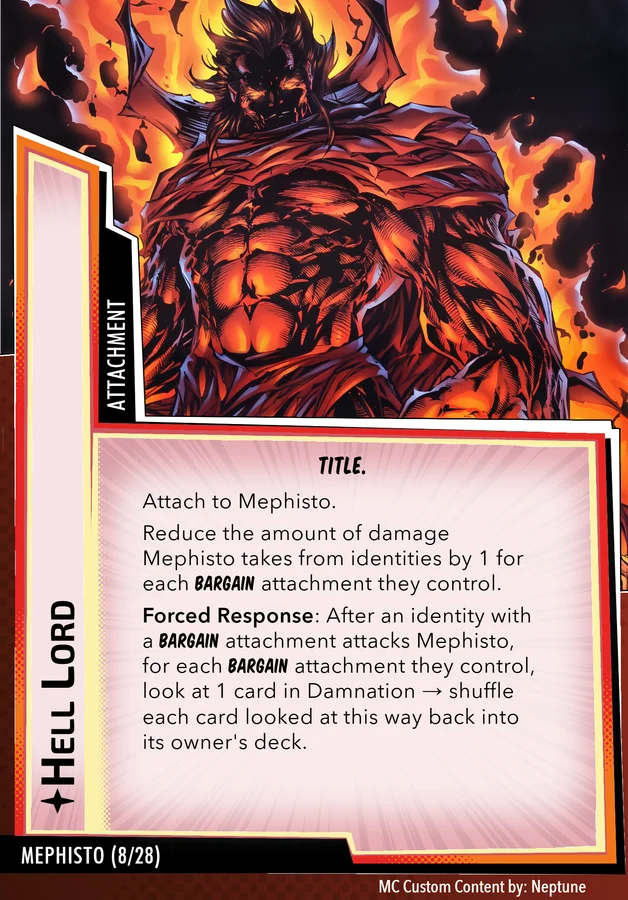 ATTACHMENT
HELL LORD
TITLE.
Attach to Mephisto.
Reduce the amount of damage
Mephisto takes from identities by 1 for
each BARGAIN attachment they control.
Forced Response: After an identity with
a BARGAIN attachment attacks Mephisto,
for each BARGAIN attachment they control,
look at 1 card in Damnation → shuffle
each card looked at this way back into
its owner's deck.
MEPHISTO (8/28)
MC Custom Content by: Neptune